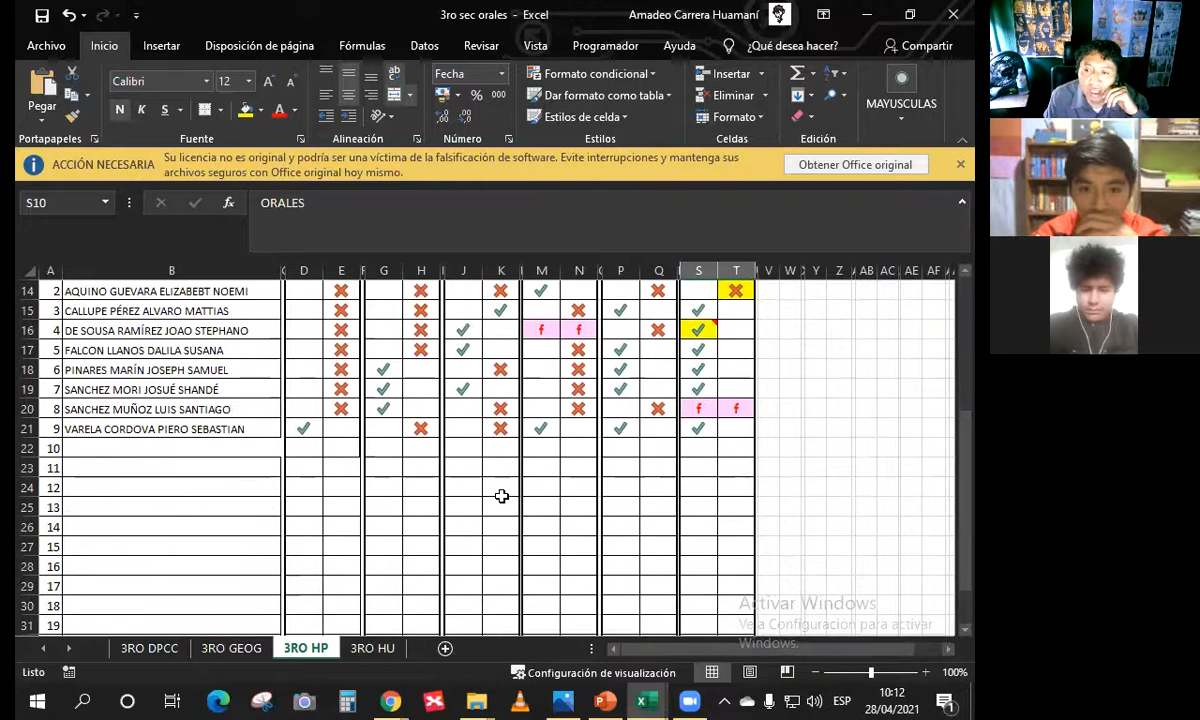 3ro sec orales - Excel
Amadeo Carrera Huamaní
Archivo Inicio Insertar Disposición de página Fórmulas Datos Revisar Vista Programador Ayuda ¿Qué desea hacer? Compartir
Pegar
Calibri 12
N K S
Fecha
% 000
Formato condicional
Dar formato como tabla
Estilos de celda
Insertar
Eliminar
Formato
MAYUSCULAS
Portapapeles Fuente Alineación Número Estilos Celdas Edición
ACCIÓN NECESARIA Su licencia no es original y podría ser una víctima de la falsificación de software. Evite interrupciones y mantenga sus
archivos seguros con Office original hoy mismo.
Obtener Office original
S10 fx ORALES
A B C D E F G H I J K L M N O P Q R S T V W X Y Z AB AC AE AF
14 2 AQUINO GUEVARA ELIZABEBT NOEMI
15 3 CALLUPE PÉREZ ALVARO MATTIAS
16 4 DE SOUSA RAMÍREZ JOAO STEPHANO f f
17 5 FALCON LLANOS DALILA SUSANA
18 6 PINARES MARÍN JOSEPH SAMUEL
19 7 SANCHEZ MORI JOSUÉ SHANDÉ
20 8 SANCHEZ MUÑOZ LUIS SANTIAGO f f
21 9 VARELA CORDOVA PIERO SEBASTIAN
22 10
23 11
24 12
25 13
26 14
27 15
28 16
29 17
30 18
31 19
Activar Windows
Ve a Configuración para activar
Windows.
3RO DPCC 3RO GEOG 3RO HP 3RO HU
Listo Configuración de visualización 100%
ESP
10:12
28/04/2021
1